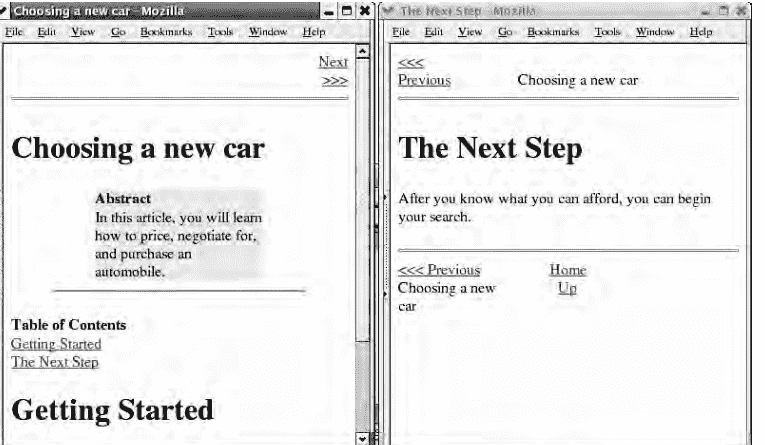 Choosing a new car - Mozilla
File Edit View Go Bookmarks Tools Window Help
Next
>>>
Choosing a new car
Abstract
In this article, you will learn
how to price, negotiate for,
and purchase an
automobile.
Table of Contents
Getting Started
The Next Step
Getting Started
The Next Step - Mozilla
File Edit View Go Bookmarks Tools Window Help
<<<
Previous Choosing a new car
The Next Step
After you know what you can afford, you can begin
your search.
<<< Previous Home
Choosing a new Up
car